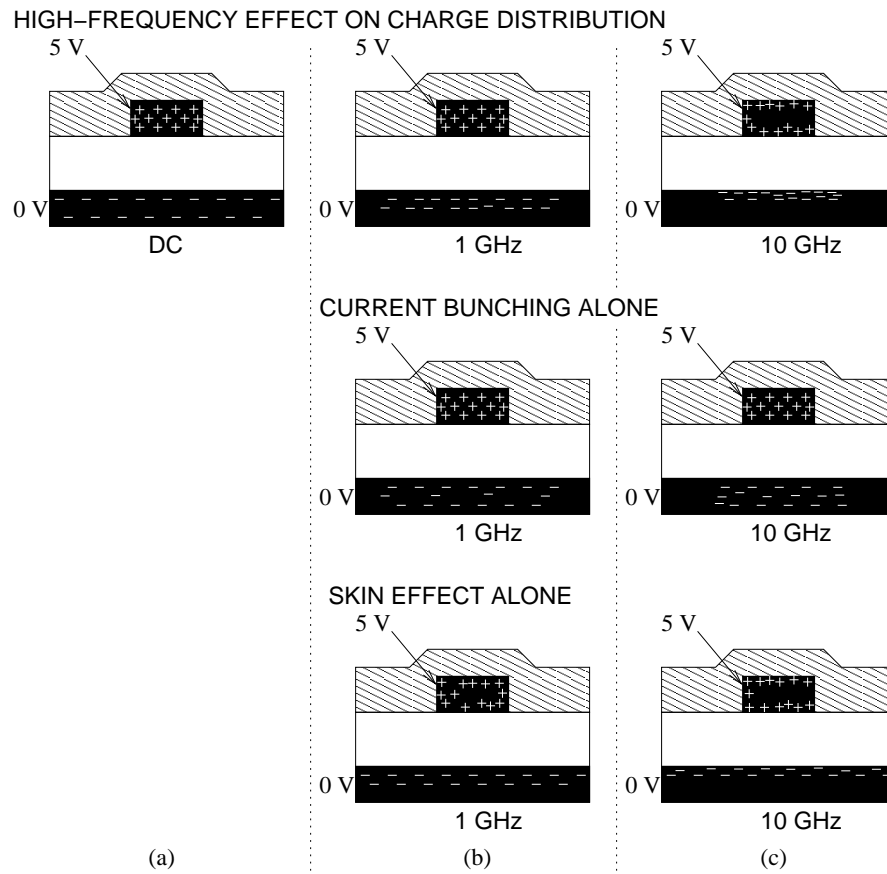 HIGH–FREQUENCY EFFECT ON CHARGE DISTRIBUTION
5 V
5 V
5 V
0 V
0 V
0 V
DC
1 GHz
10 GHz
CURRENT BUNCHING ALONE
5 V
5 V
0 V
0 V
1 GHz
10 GHz
SKIN EFFECT ALONE
5 V
5 V
0 V
0 V
1 GHz
10 GHz
(a)
(b)
(c)